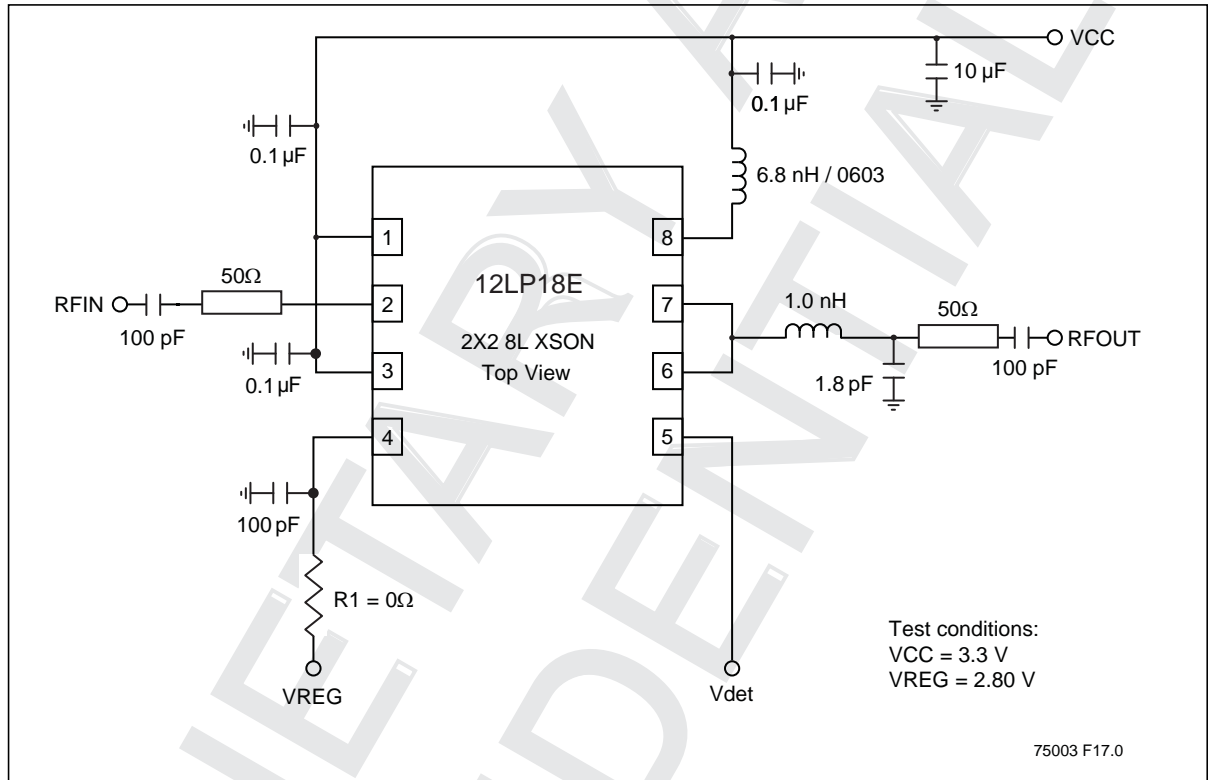 VCC
10 µF
0.1 µF
0.1 µF
6.8 nH / 0603
1
8
12LP18E
50Ω
RFIN
2
7
1.0 nH
50Ω
100 pF
2X2 8L XSON
Top View
RFOUT
0.1 µF
3
6
1.8 pF
100 pF
4
5
100 pF
R1 = 0Ω
VREG
Vdet
Test conditions:
VCC = 3.3 V
VREG = 2.80 V
75003 F17.0